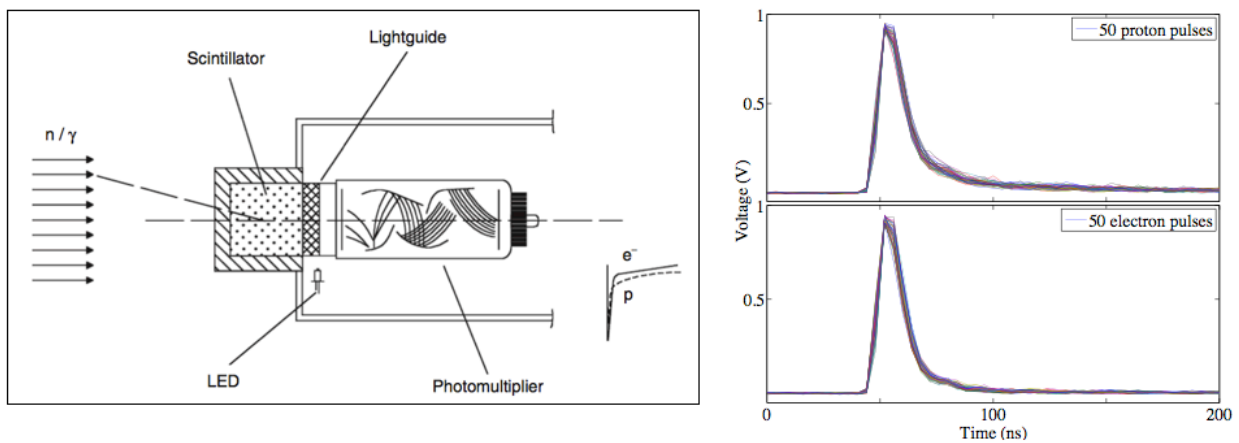 Lightguide
Scintillator
n / γ
e⁻
p
LED
Photomultiplier
1
50 proton pulses
0.5
Voltage (V)
1
50 electron pulses
0.5
0
50
100
200
Time (ns)